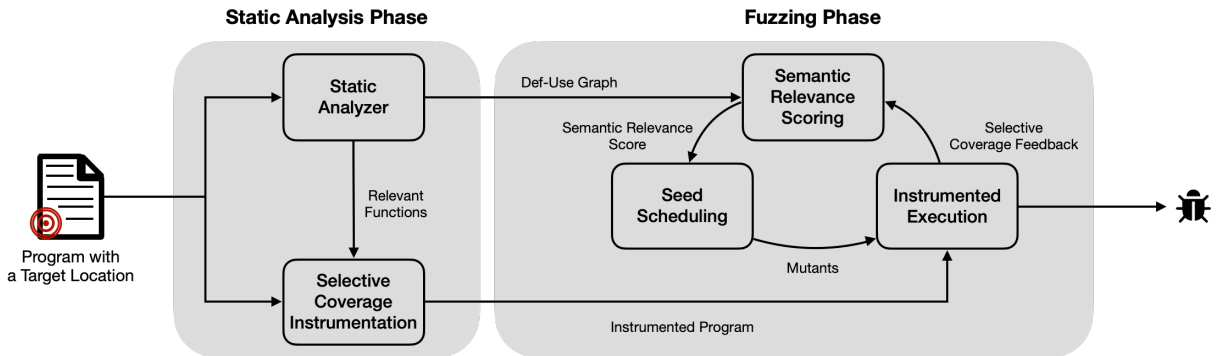 Static Analysis Phase
Fuzzing Phase
Static
Analyzer
Def-Use Graph
Semantic
Relevance
Scoring
Semantic Relevance
Score
Selective
Coverage Feedback
Relevant
Functions
Seed
Scheduling
Instrumented
Execution
Program with
a Target Location
Mutants
Selective
Coverage
Instrumentation
Instrumented Program